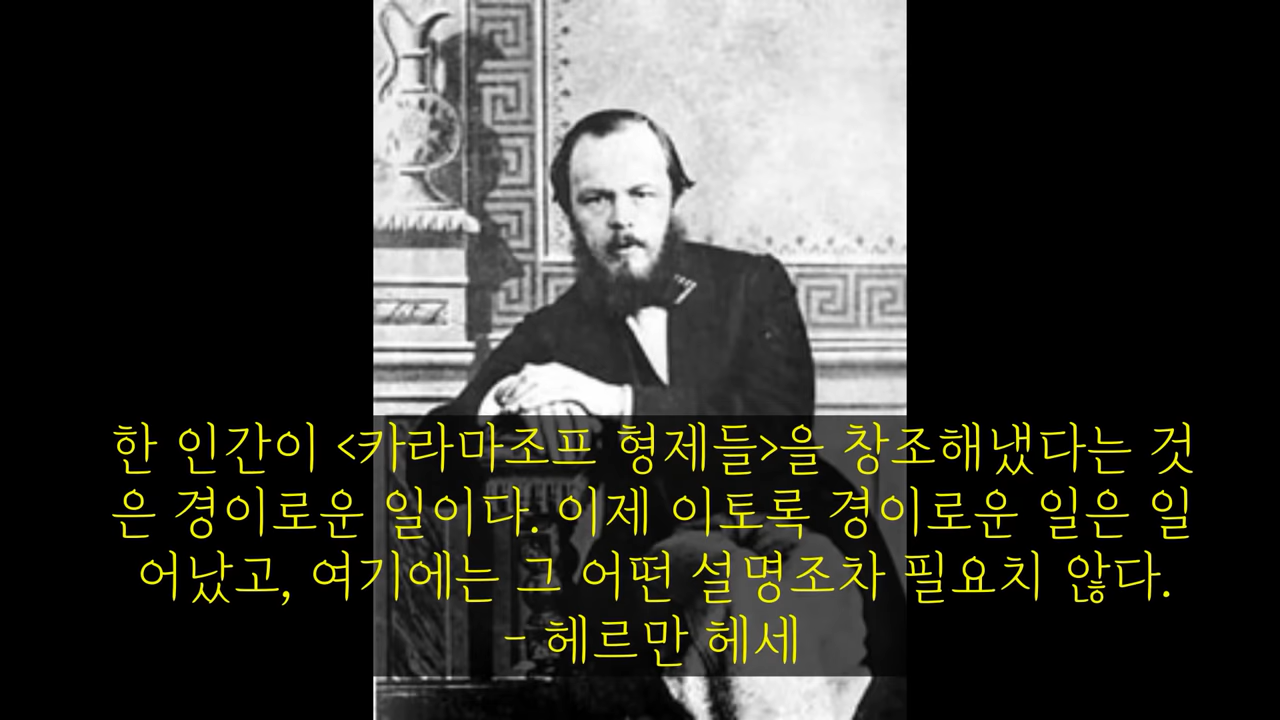 한 인간이 <카라마조프 형제들>을 창조해냈다는 것
은 경이로운 일이다. 이제 이토록 경이로운 일은 일
어났고, 여기에는 그 어떤 설명조차 필요치 않다.
- 헤르만 헤세